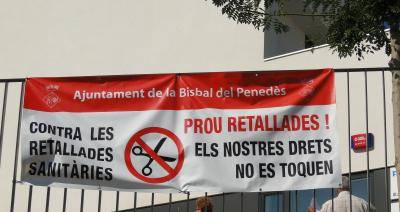 Ajuntament de la Bisbal del Penedès
CONTRA LES
RETALLADES
SANITÀRIES
PROU RETALLADES !
ELS NOSTRES DRETS
NO ES TOQUEN